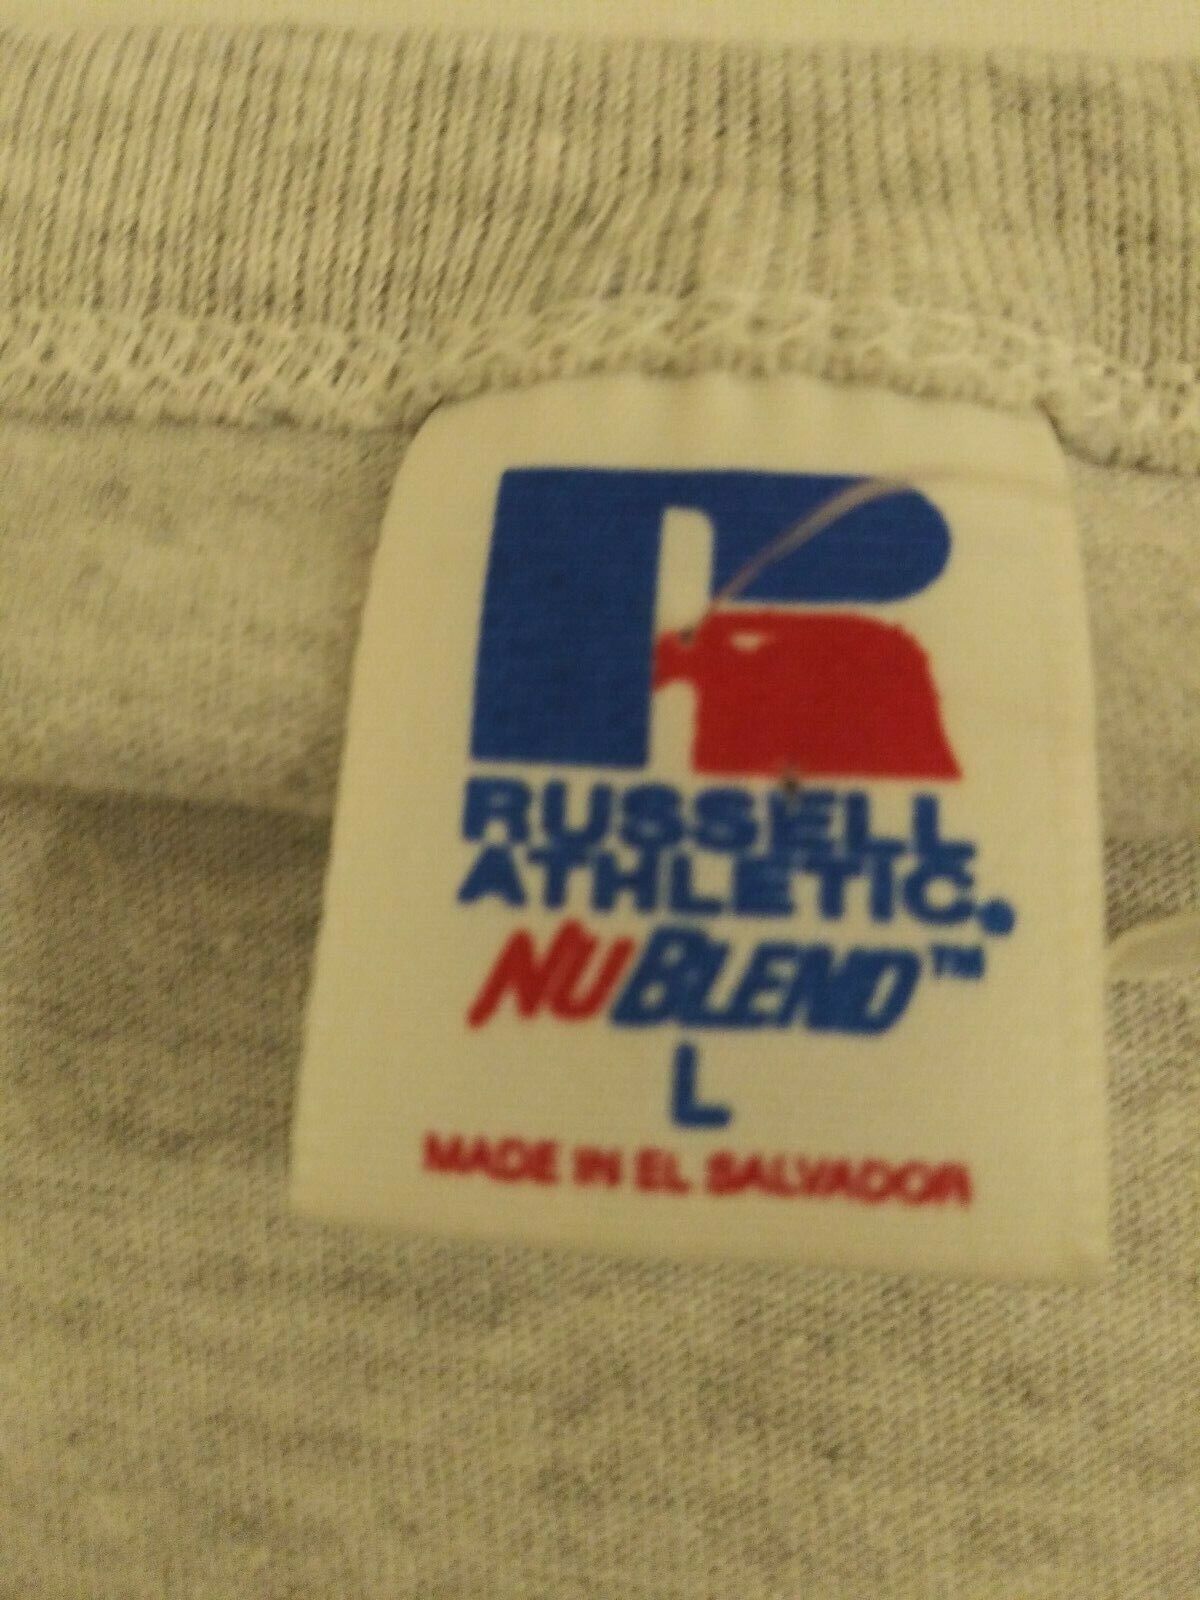 R
RUSSELL
ATHLETIC®
NUBLEND™
L
MADE IN EL SALVADOR